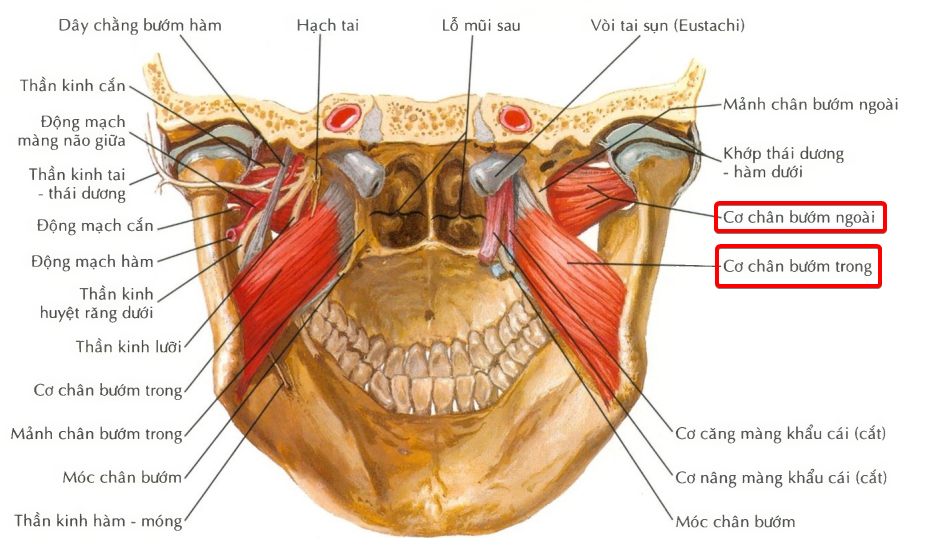 Dây chằng bướm hàm
Hạch tai
Lỗ mũi sau
Vòi tai sụn (Eustachi)
Thần kinh cắn
Động mạch
màng não giữa
Thần kinh tai
- thái dương
Động mạch cắn
Động mạch hàm
Thần kinh
huyệt răng dưới
Thần kinh lưỡi
Cơ chân bướm trong
Mảnh chân bướm trong
Móc chân bướm
Thần kinh hàm - móng
Mảnh chân bướm ngoài
Khớp thái dương
- hàm dưới
Cơ chân bướm ngoài
Cơ chân bướm trong
Cơ căng màng khẩu cái (cắt)
Cơ nâng màng khẩu cái (cắt)
Móc chân bướm